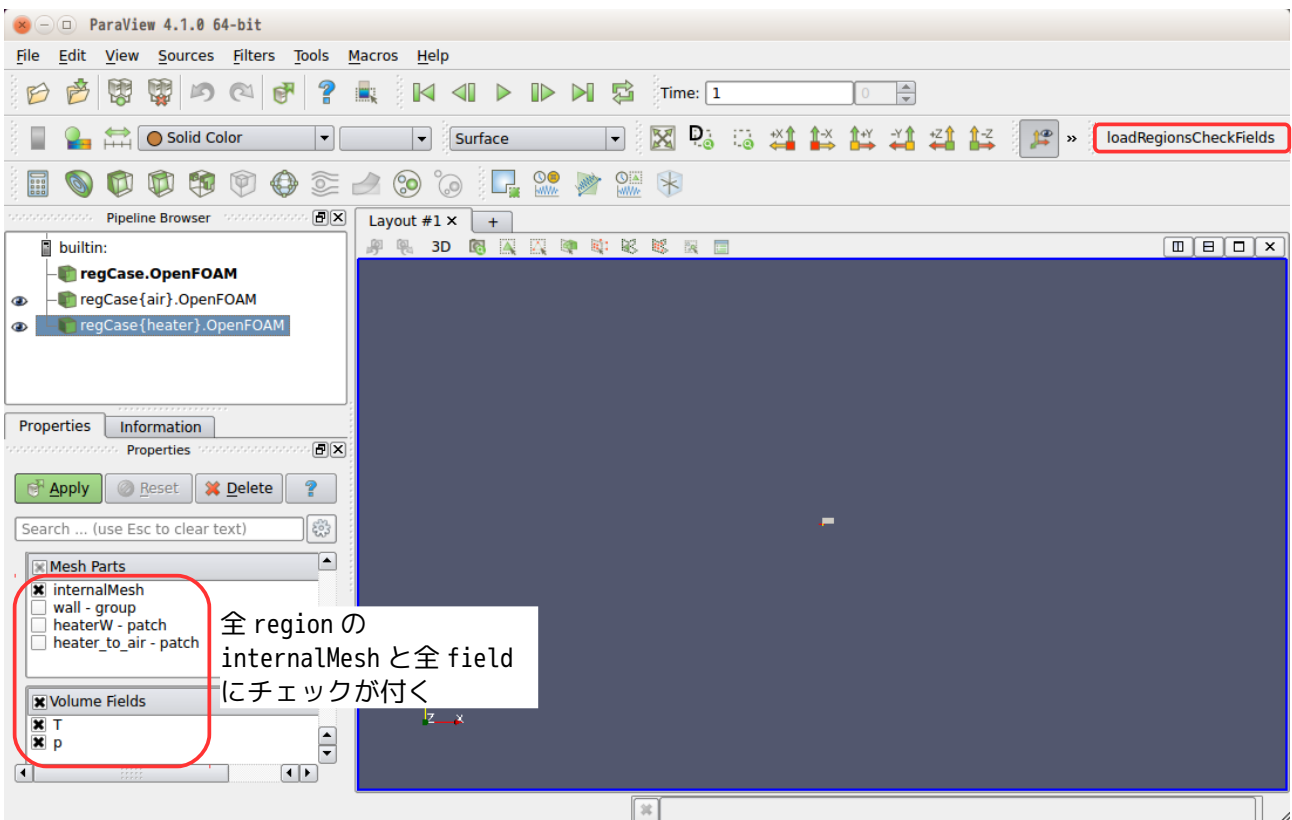 ParaView 4.1.0 64-bit
File Edit View Sources Filters Tools Macros Help
Time: 1 0
Solid Color Surface +X -X +Y -Y +Z -Z » loadRegionsCheckFields
Pipeline Browser
builtin:
regCase.OpenFOAM
regCase{air}.OpenFOAM
regCase{heater}.OpenFOAM
Layout #1 × +
3D
Properties Information
Properties
Apply Reset Delete ?
Search ... (use Esc to clear text)
Mesh Parts
internalMesh
wall - group
heaterW - patch
heater_to_air - patch
Volume Fields
T
p
全 region の
internalMesh と全 field
にチェックが付く
Z X